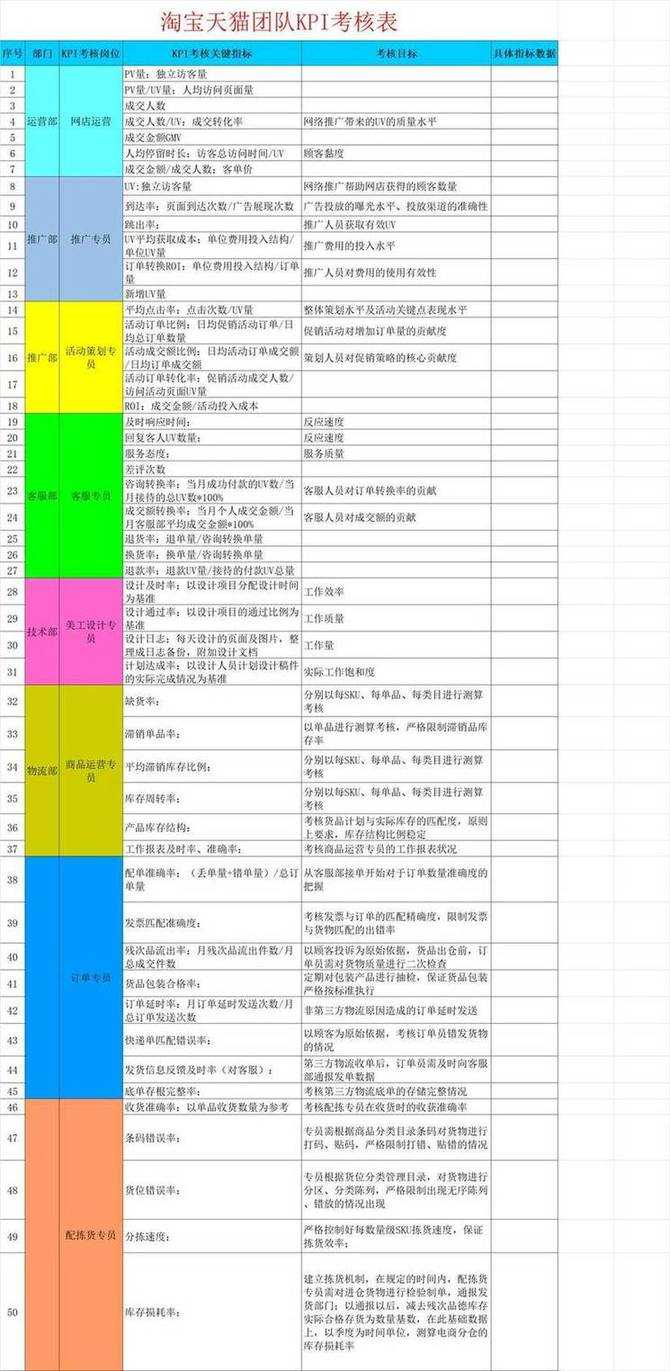 淘宝天猫团队KPI考核表
序号 部门 KPI考核岗位 KPI考核关键指标 考核目标 具体指标数据
运营部 网店运营
1 PV量：独立访客量
2 PV量/UV量：人均访问页面量
3 成交人数
4 成交人数/UV：成交转化率 网络推广带来的UV的质量水平
5 成交金额GMV
6 人均停留时长：访客总访问时间/UV 顾客黏度
7 成交金额/成交人数：客单价
推广部 推广专员
8 UV:独立访客量 网络推广帮助网店获得的顾客数量
9 到达率：页面到达次数/广告展现次数 广告投放的曝光水平、投放渠道的准确性
10 跳出率： 推广人员获取有效UV
11 UV平均获取成本：单位费用投入结构/
单位UV量 推广费用的投入水平
12 订单转换ROI：单位费用投入结构/订单
量 推广人员对费用的使用有效性
13 新增UV量
推广部 活动策划专
员
14 平均点击率：点击次数/UV量 整体策划水平及活动关键点表现水平
15 活动订单比例：日均促销活动订单/日
均总订单数量 促销活动对增加订单量的贡献度
16 活动成交额比例：日均活动订单成交额
/日均订单成交额 策划人员对促销策略的核心贡献度
17 活动订单转化率：促销活动成交人数/
访问活动页面UV量
18 ROI：成交金额/活动投入成本
客服部 客服专员
19 及时响应时间： 反应速度
20 回复客人UV数量： 反应速度
21 服务态度： 服务质量
22 差评次数
23 咨询转换率：当月成功付款的UV数/当
月接待的总UV数*100% 客服人员对订单转换率的贡献
24 成交额转换率：当月个人成交金额/当
月客服部平均成交金额*100% 客服人员对成交额的贡献
25 退货率：退单量/咨询转换单量
26 换货率：换单量/咨询转换单量
27 退款率：退款UV量/接待的付款UV总量
技术部 美工设计专
员
28 设计及时率：以设计项目分配设计时间
为基准 工作效率
29 设计通过率：以设计项目的通过比例为
基准 工作质量
30 设计日志：每天设计的页面及图片，整
理成日志备份，附加设计文档 工作量
31 计划达成率：以设计人员计划设计稿件
的实际完成情况为基准 实际工作饱和度
物流部 商品运营专
员
32 缺货率： 分别以每SKU、每单品、每类目进行测算
考核
33 滞销单品率： 以单品进行测算考核，严格限制滞销品库
存率
34 平均滞销库存比例： 分别以每SKU、每单品、每类目进行测算
考核
35 库存周转率： 分别以每SKU、每单品、每类目进行测算
考核
36 产品库存结构： 考核货品计划与实际库存的匹配度，原则
上要求，库存结构比例稳定
37 工作报表及时率、准确率： 考核商品运营专员的工作报表状况
订单专员
38 配单准确率：（丢单量+错单量）/总订
单量 从客服部接单开始对于订单数量准确度的
把握
39 发票匹配准确度： 考核发票与订单的匹配精确度，限制发票
与货物匹配的出错率
40 残次品流出率：月残次品流出件数/月
总成交件数 以顾客投诉为原始依据，货品出仓前，订
单员需对货物质量进行二次检查
41 货品包装合格率： 定期对包装产品进行抽检，保证货品包装
严格按标准执行
42 订单延时率：月订单延时发送次数/月
总订单发送次数 非第三方物流原因造成的订单延时发送
43 快递单匹配错误率： 以顾客为原始依据，考核订单员错发货物
的情况
44 发货信息反馈及时率（对客服）： 第三方物流收单后，订单员需及时向客服
部通报发单数据
45 底单存根完整率： 考核第三方物流底单的存储完整情况
配拣货专员
46 收货准确率：以单品收货数量为参考 考核配拣专员在收货时的收获准确率
47 条码错误率： 专员需根据商品分类目录条码对货物进行
打码、贴码，严格限制打错、贴错的情况
48 货位错误率： 专员根据货位分类管理目录，对货物进行
分区、分类陈列，严格限制出现无序陈列
、错放的情况出现
49 分拣速度： 严格控制好每数量级SKU拣货速度，保证
拣货效率；
50 库存损耗率： 建立拣货机制，在规定的时间内，配拣货
专员需对进仓货物进行检验制单，通报发
货部门；以通报以后，减去残次品德库存
实际合格存货为数量基数，在此基础数据
上，以季度为时间单位，测算电商分仓的
库存损耗率